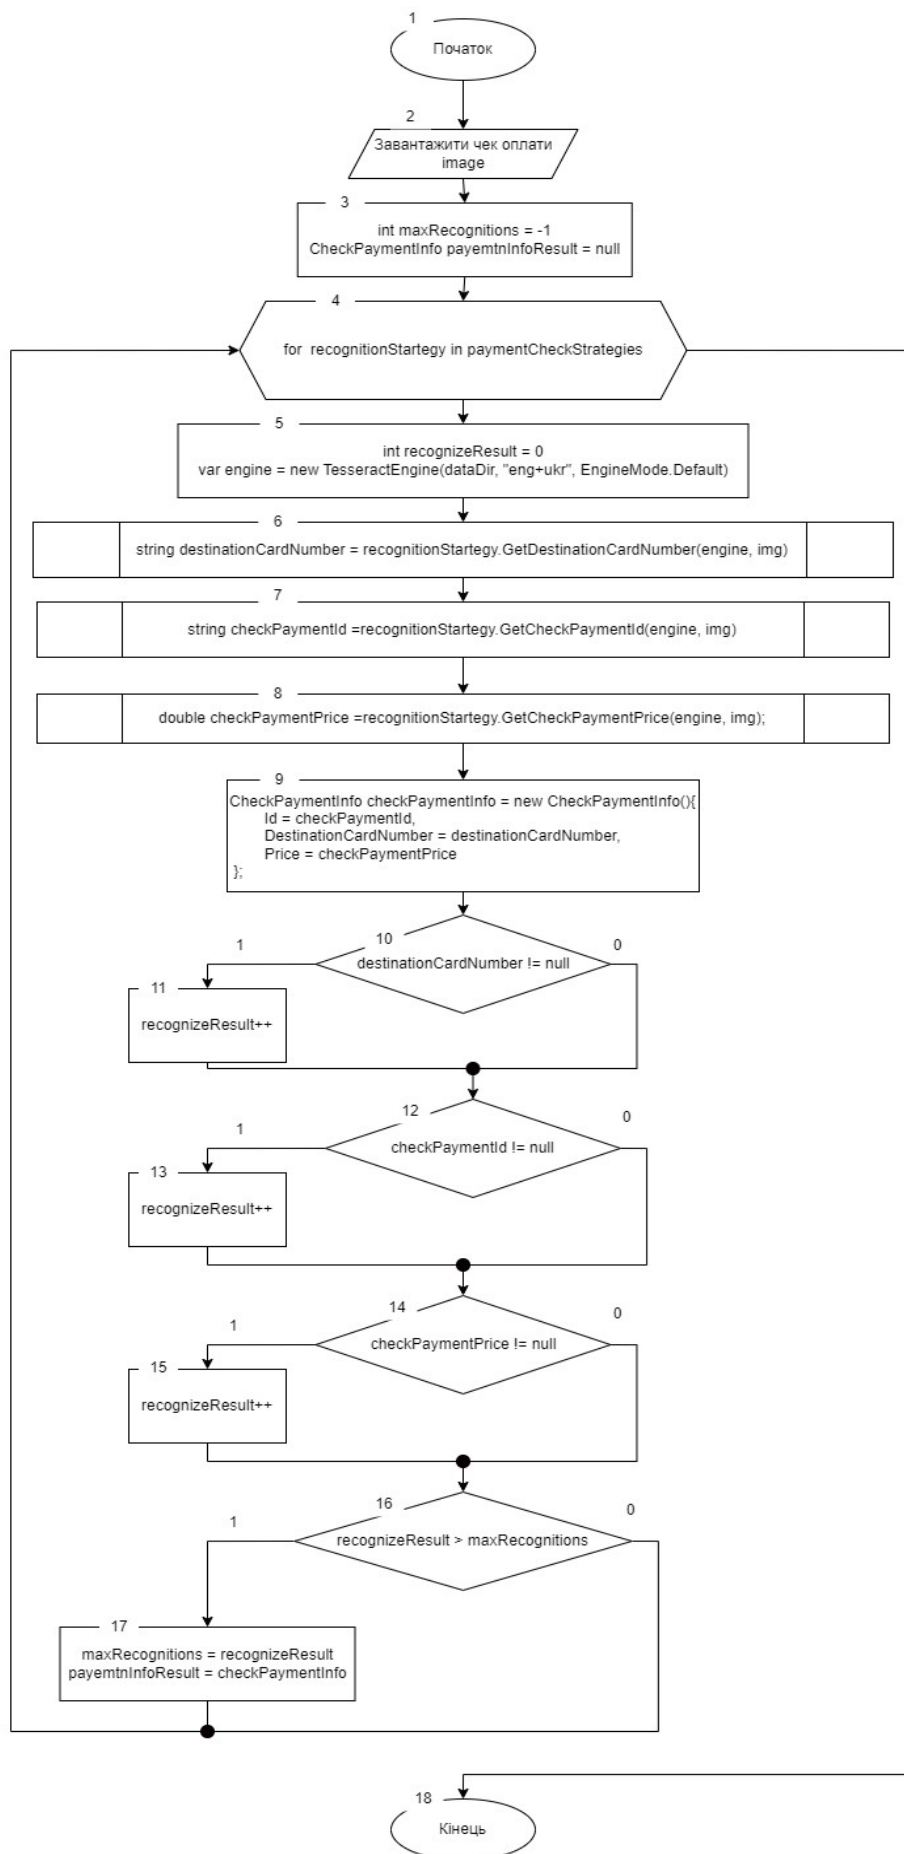 1
Початок
2
Завантажити чек оплати
image
3
int maxRecognitions = -1
CheckPaymentInfo payemtnInfoResult = null
4
for recognitionStartegy in paymentCheckStrategies
5
int recognizeResult = 0
var engine = new TesseractEngine(dataDir, "eng+ukr", EngineMode.Default)
6
string destinationCardNumber = recognitionStartegy.GetDestinationCardNumber(engine, img)
7
string checkPaymentId =recognitionStartegy.GetCheckPaymentId(engine, img)
8
double checkPaymentPrice =recognitionStartegy.GetCheckPaymentPrice(engine, img);
9
CheckPaymentInfo checkPaymentInfo = new CheckPaymentInfo(){
Id = checkPaymentId,
DestinationCardNumber = destinationCardNumber,
Price = checkPaymentPrice
};
10
1
0
destinationCardNumber != null
11
recognizeResult++
12
1
0
checkPaymentId != null
13
recognizeResult++
14
1
0
checkPaymentPrice != null
15
recognizeResult++
16
1
0
recognizeResult > maxRecognitions
17
maxRecognitions = recognizeResult
payemtnInfoResult = checkPaymentInfo
18
Кінець